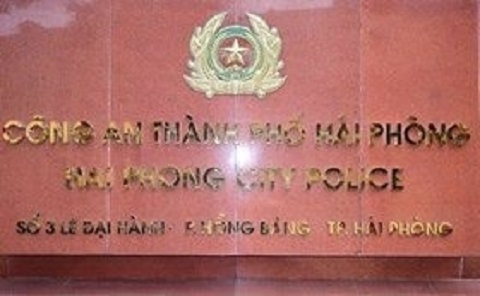 CÔNG AN THÀNH PHỐ HẢI PHÒNG
HAI PHONG CITY POLICE
SỐ 3 LÊ ĐẠI HÀNH - P. HỒNG BÀNG - TP. HẢI PHÒNG